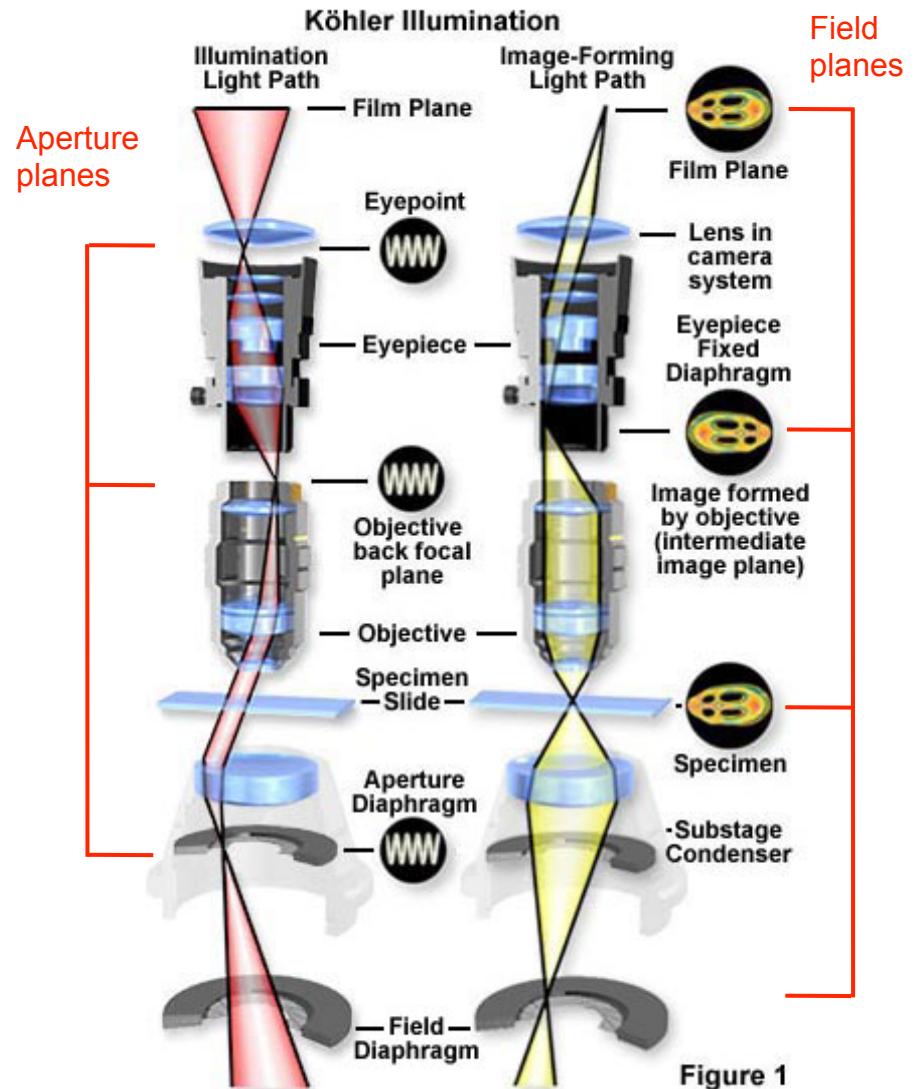 Köhler Illumination
Illumination
Light Path
Image-Forming
Light Path
Field
planes
Film Plane
Film Plane
Aperture
planes
Eyepoint
Lens in
camera
system
Eyepiece
Eyepiece
Fixed
Diaphragm
Objective
back focal
plane
Image formed
by objective
(intermediate
image plane)
Objective
Specimen
Slide
Specimen
Aperture
Diaphragm
Substage
Condenser
Field
Diaphragm
Figure 1